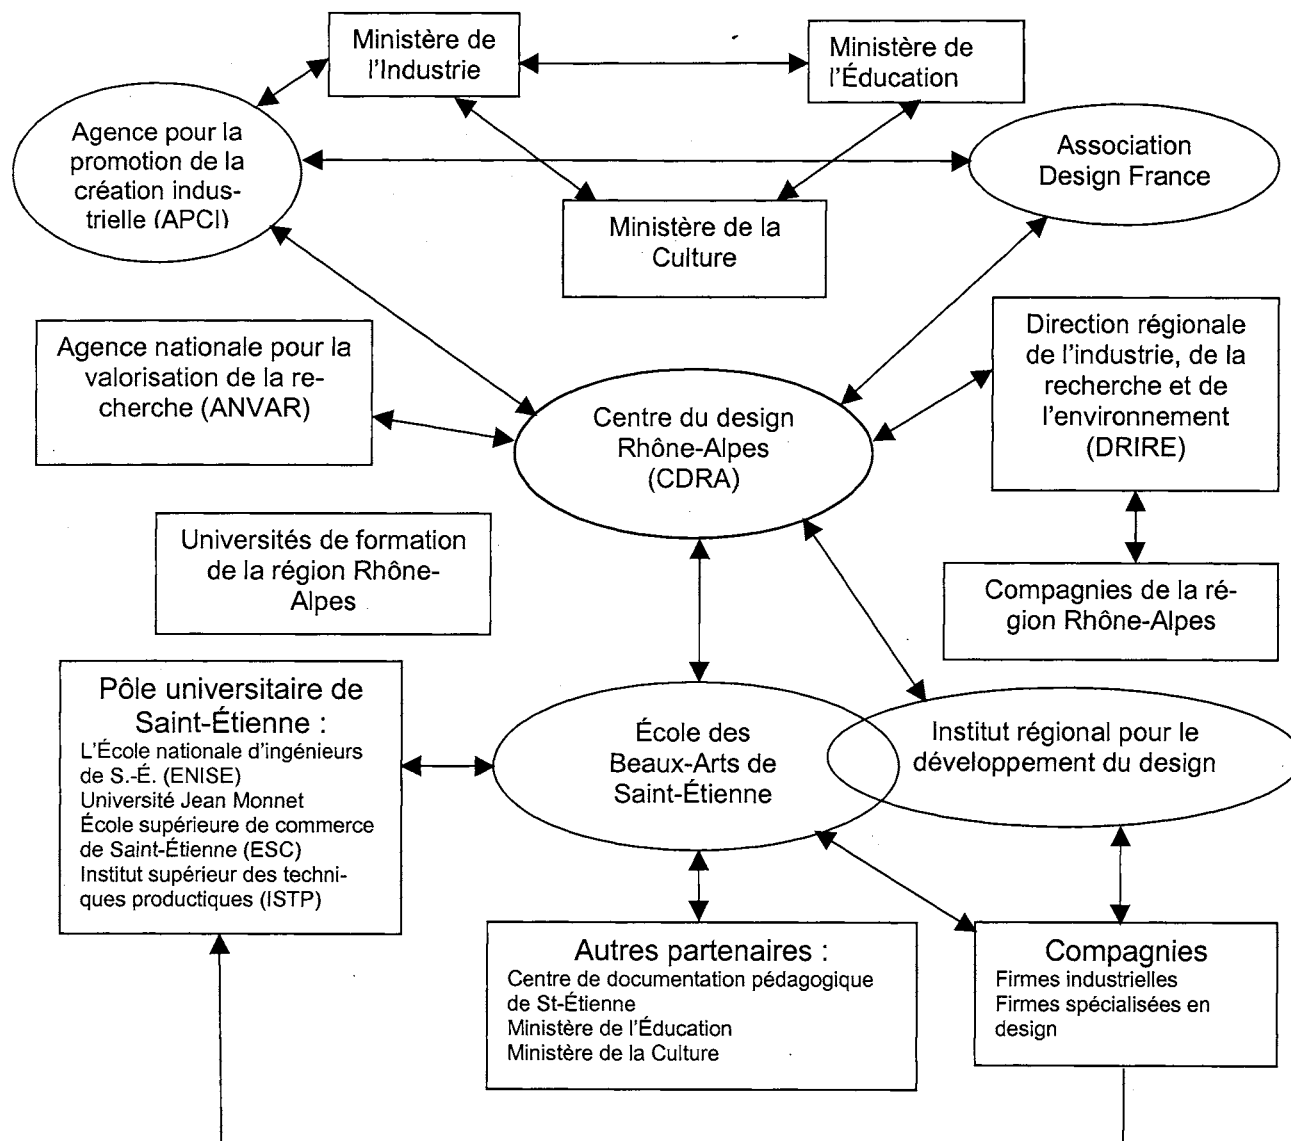 Ministère de
l'Industrie
Ministère de
l'Éducation
Agence pour la
promotion de la
création indus-
trielle (APCI)
Association
Design France
Ministère de la
Culture
Agence nationale pour la
valorisation de la re-
cherche (ANVAR)
Centre du design
Rhône-Alpes
(CDRA)
Direction régionale
de l'industrie, de la
recherche et de
l'environnement
(DRIRE)
Universités de formation
de la région Rhône-
Alpes
Compagnies de la ré-
gion Rhône-Alpes
Pôle universitaire de
Saint-Étienne :
L'École nationale d'ingénieurs
de S.-É. (ENISE)
Université Jean Monnet
École supérieure de commerce
de Saint-Étienne (ESC)
Institut supérieur des techni-
ques productiques (ISTP)
École des
Beaux-Arts de
Saint-Étienne
Institut régional pour le
développement du design
Autres partenaires :
Centre de documentation pédagogique
de St-Étienne
Ministère de l'Éducation
Ministère de la Culture
Compagnies
Firmes industrielles
Firmes spécialisées en
design